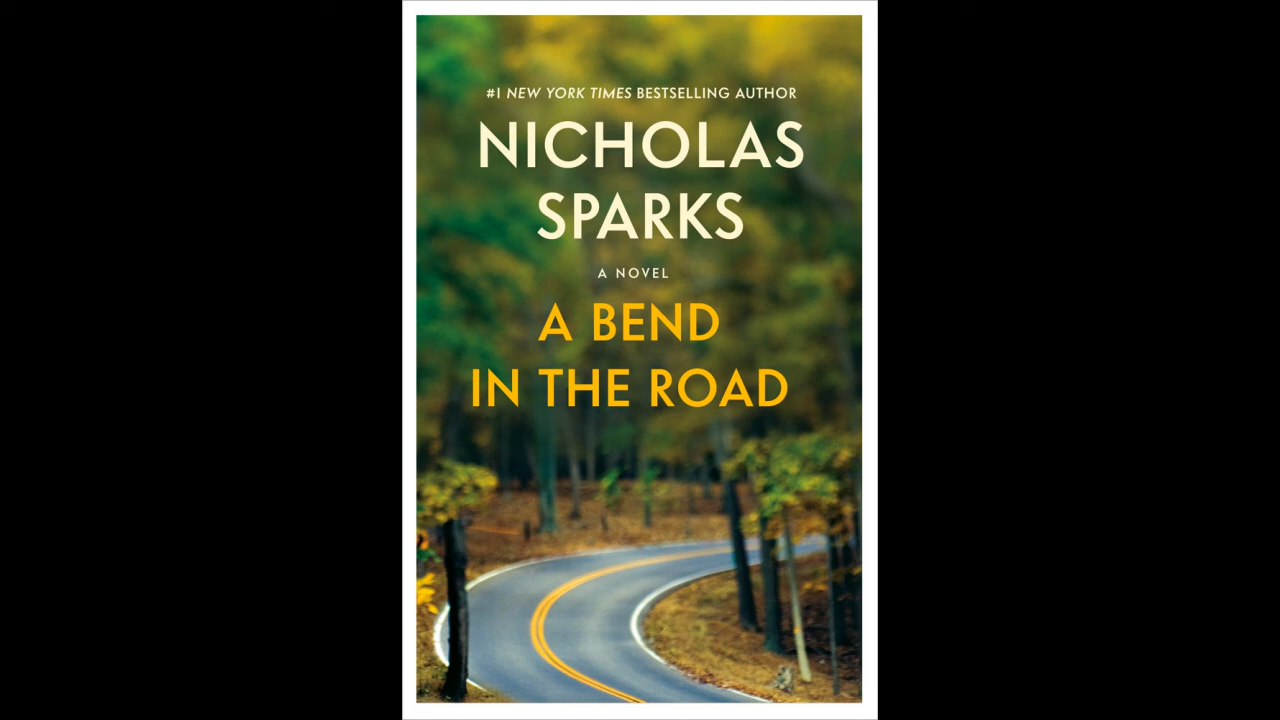 #1 NEW YORK TIMES BESTSELLING AUTHOR
NICHOLAS
SPARKS
A NOVEL
A BEND
IN THE ROAD